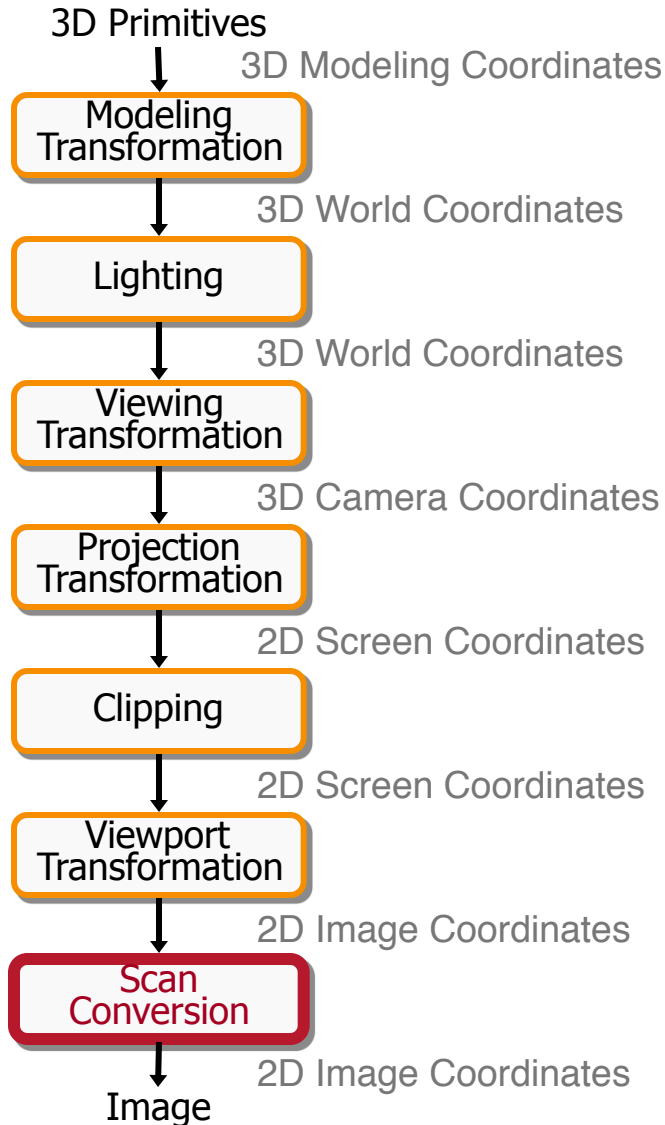 3D Primitives
3D Modeling Coordinates
Modeling
Transformation
3D World Coordinates
Lighting
3D World Coordinates
Viewing
Transformation
3D Camera Coordinates
Projection
Transformation
2D Screen Coordinates
Clipping
2D Screen Coordinates
Viewport
Transformation
2D Image Coordinates
Scan
Conversion
2D Image Coordinates
Image